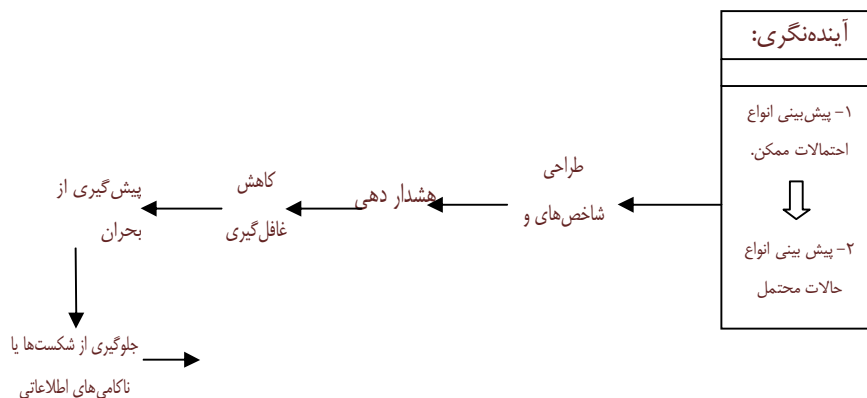 آینده‌نگری:
۱- پیش‌بینی انواع
احتمالات ممکن.
۲- پیش بینی انواع
حالات محتمل
طراحی
شاخص‌های و
هشدار دهی
کاهش
غافل‌گیری
پیش‌گیری از
بحران
جلوگیری از شکست‌ها یا
ناکامی‌های اطلاعاتی